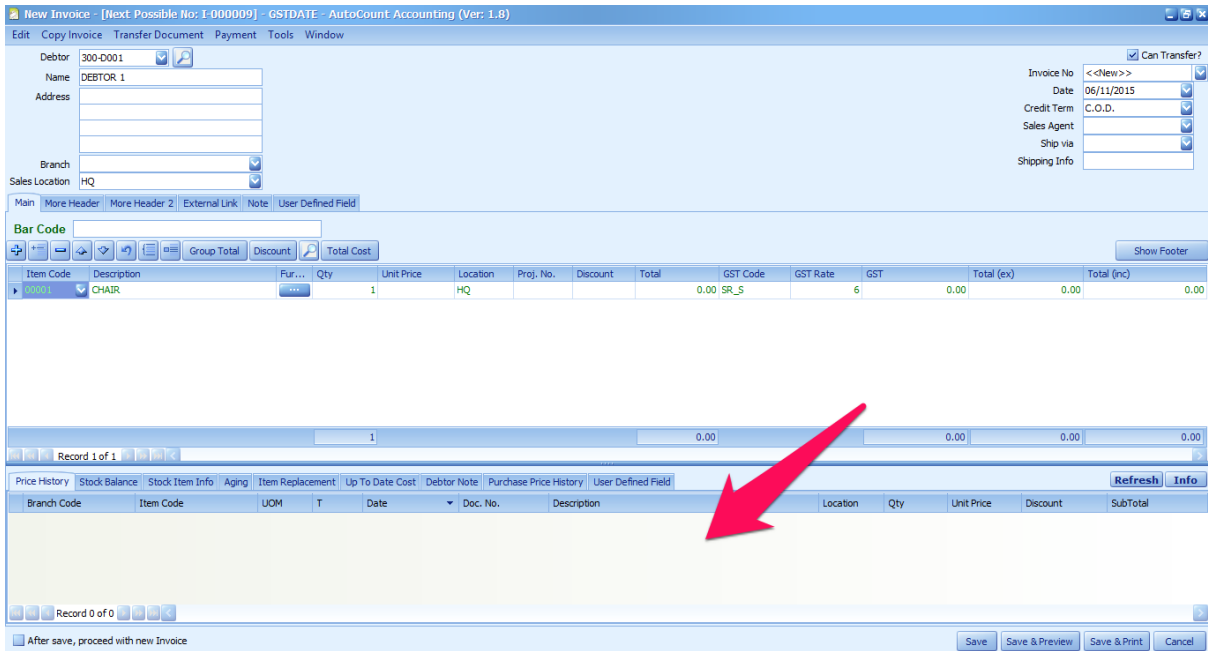 New Invoice - [Next Possible No: I-000009] - GSTDATE - AutoCount Accounting (Ver: 1.8)
Edit Copy Invoice Transfer Document Payment Tools Window
Debtor 300-D001
Can Transfer?
Name DEBTOR 1
Invoice No <<New>>
Address
Date 06/11/2015
Credit Term C.O.D.
Sales Agent
Ship via
Branch
Shipping Info
Sales Location HQ
Main More Header More Header 2 External Link Note User Defined Field
Bar Code
Group Total Discount Total Cost Show Footer
Item Code Description Fur... Qty Unit Price Location Proj. No. Discount Total GST Code GST Rate GST Total (ex) Total (inc)
00001 CHAIR ... 1 HQ 0.00 SR_S 6 0.00 0.00 0.00
1 0.00 0.00 0.00 0.00
Record 1 of 1
Price History Stock Balance Stock Item Info Aging Item Replacement Up To Date Cost Debtor Note Purchase Price History User Defined Field Refresh Info
Branch Code Item Code UOM T Date Doc. No. Description Location Qty Unit Price Discount SubTotal
Record 0 of 0
After save, proceed with new Invoice Save Save & Preview Save & Print Cancel